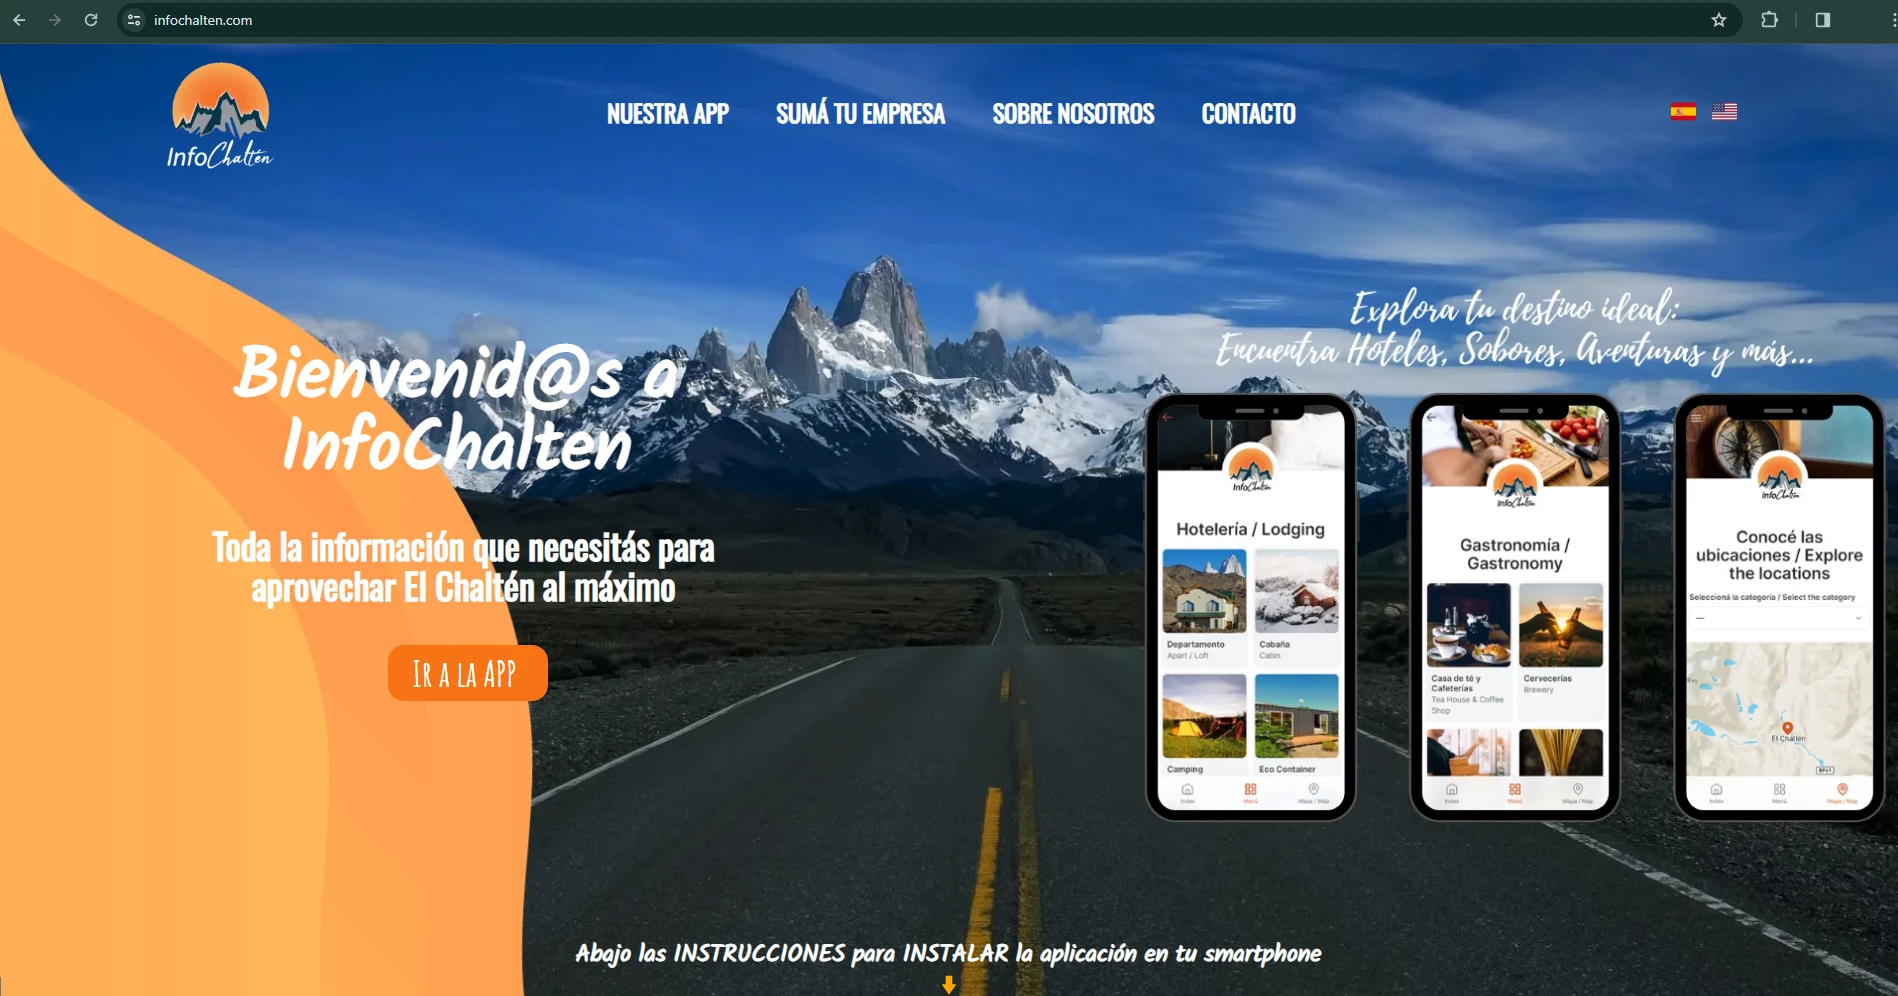 infochalten.com
InfoChaltén
NUESTRA APP
SUMÁ TU EMPRESA
SOBRE NOSOTROS
CONTACTO
Bienvenid@s a
InfoChalten
Toda la información que necesitás para
aprovechar El Chaltén al máximo
Ir a la APP
Explora tu destino ideal:
Encuentra Hoteles, Sobores, Aventuras y más...
InfoChaltén
Hotelería / Lodging
Departamento
Apart / Loft
Cabaña
Cabin
Camping
Eco Container
Index
Menú
Mapa / Map
InfoChaltén
Gastronomía /
Gastronomy
Casa de té y
Cafeterías
Tea House & Coffee
Shop
Cervecerías
Brewery
Index
Menú
Mapa / Map
InfoChaltén
Conocé las
ubicaciones / Explore
the locations
Seleccioná la categoría / Select the category
—
El Chaltén
RP41
Index
Menú
Mapa / Map
Abajo las INSTRUCCIONES para INSTALAR la aplicación en tu smartphone